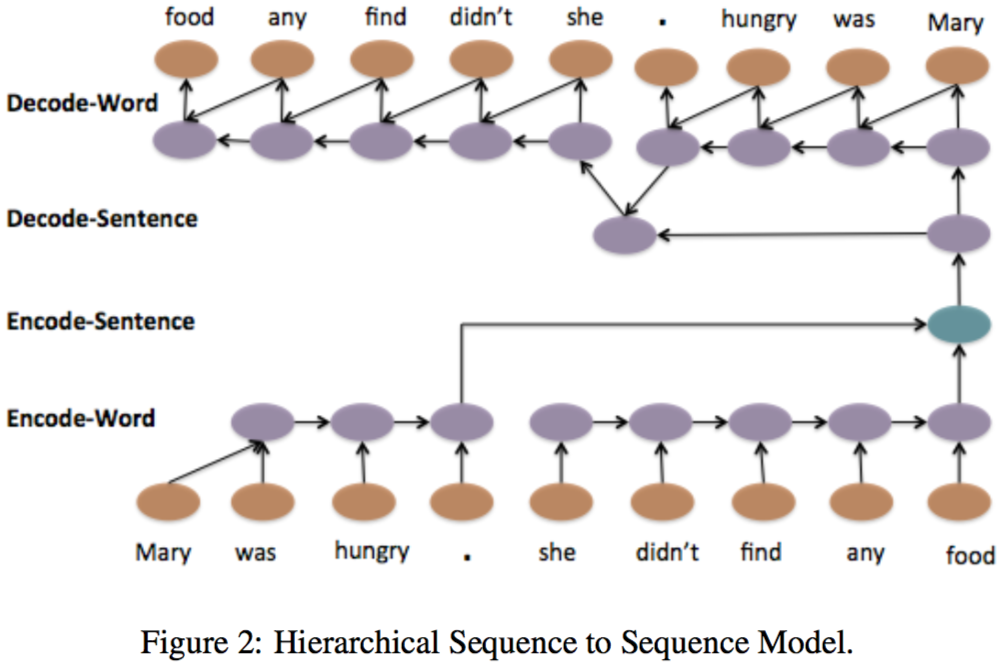 food any find didn't she . hungry was Mary
Decode-Word
Decode-Sentence
Encode-Sentence
Encode-Word
Mary was hungry . she didn't find any food
Figure 2: Hierarchical Sequence to Sequence Model.